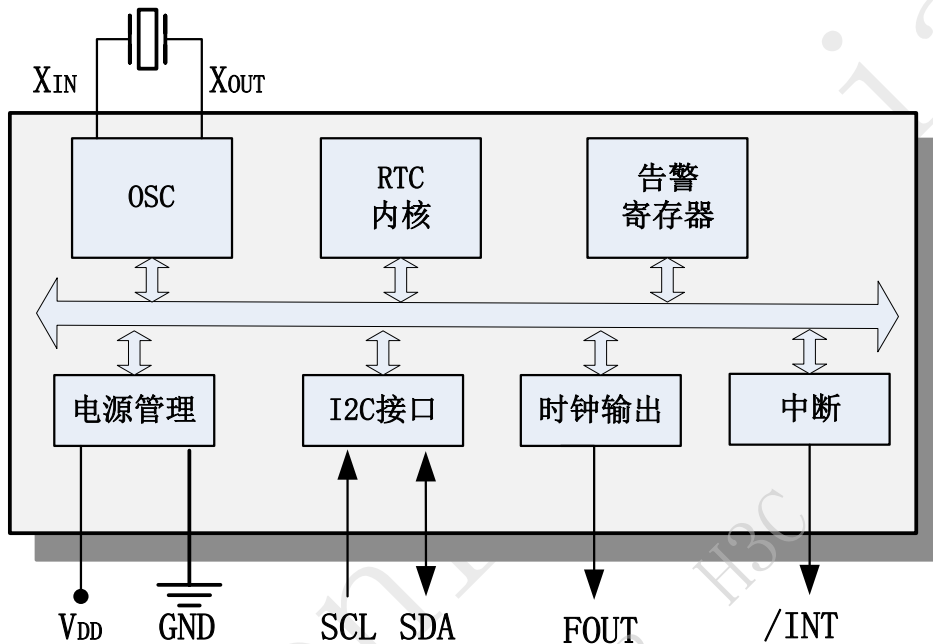 XIN XOUT
OSC
RTC
内核
告警
寄存器
电源管理
I2C接口
时钟输出
中断
VDD GND SCL SDA FOUT /INT
H3C